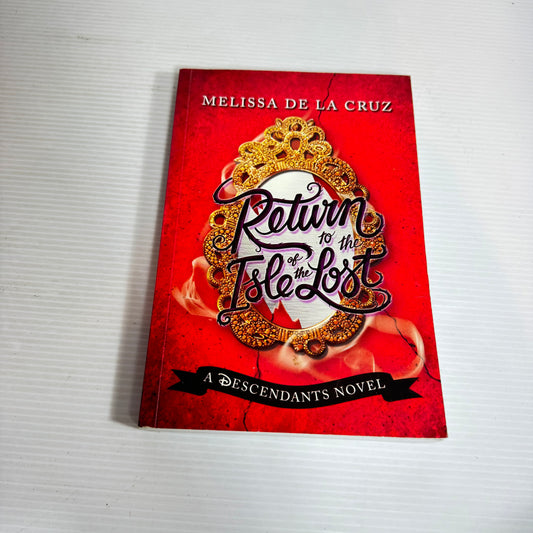 MELISSA DE LA CRUZ
Return
to the
Isle of the Lost
A DESCENDANTS NOVEL